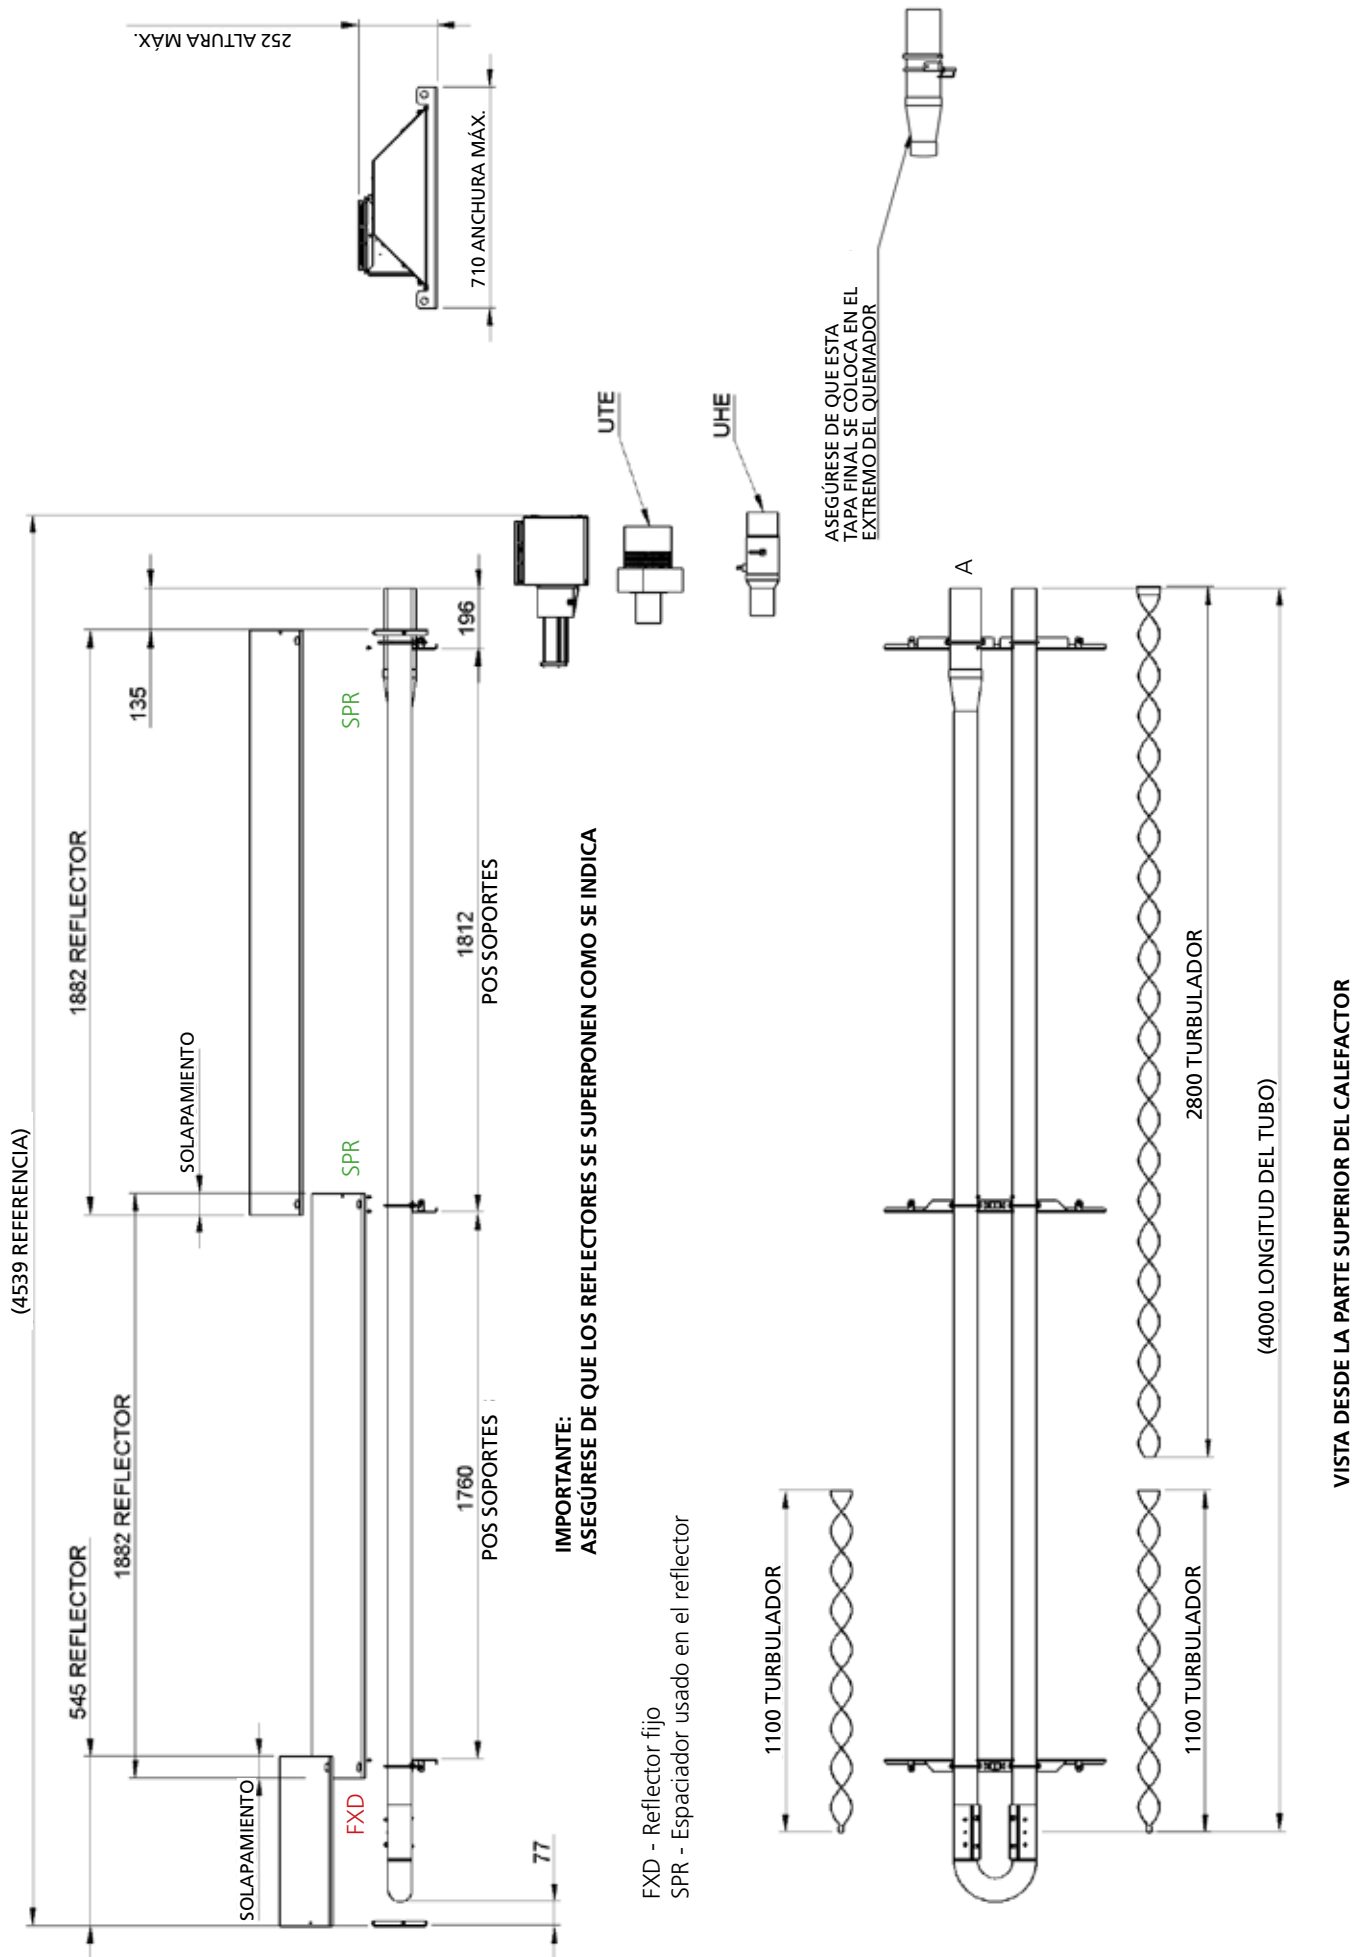 (4539 REFERENCIA)
545 REFLECTOR
1882 REFLECTOR
1882 REFLECTOR
135
SOLAPAMIENTO
SOLAPAMIENTO
FXD
SPR
SPR
77
1760
POS SOPORTES
1812
POS SOPORTES
196
252 ALTURA MÁX.
710 ANCHURA MÁX.
IMPORTANTE:
ASEGÚRESE DE QUE LOS REFLECTORES SE SUPERPONEN COMO SE INDICA
UTE
UHE
FXD - Reflector fijo
SPR - Espaciador usado en el reflector
ASEGÚRESE DE QUE ESTA
TAPA FINAL SE COLOCA EN EL
EXTREMO DEL QUEMADOR
1100 TURBULADOR
A
1100 TURBULADOR
2800 TURBULADOR
(4000 LONGITUD DEL TUBO)
VISTA DESDE LA PARTE SUPERIOR DEL CALEFACTOR